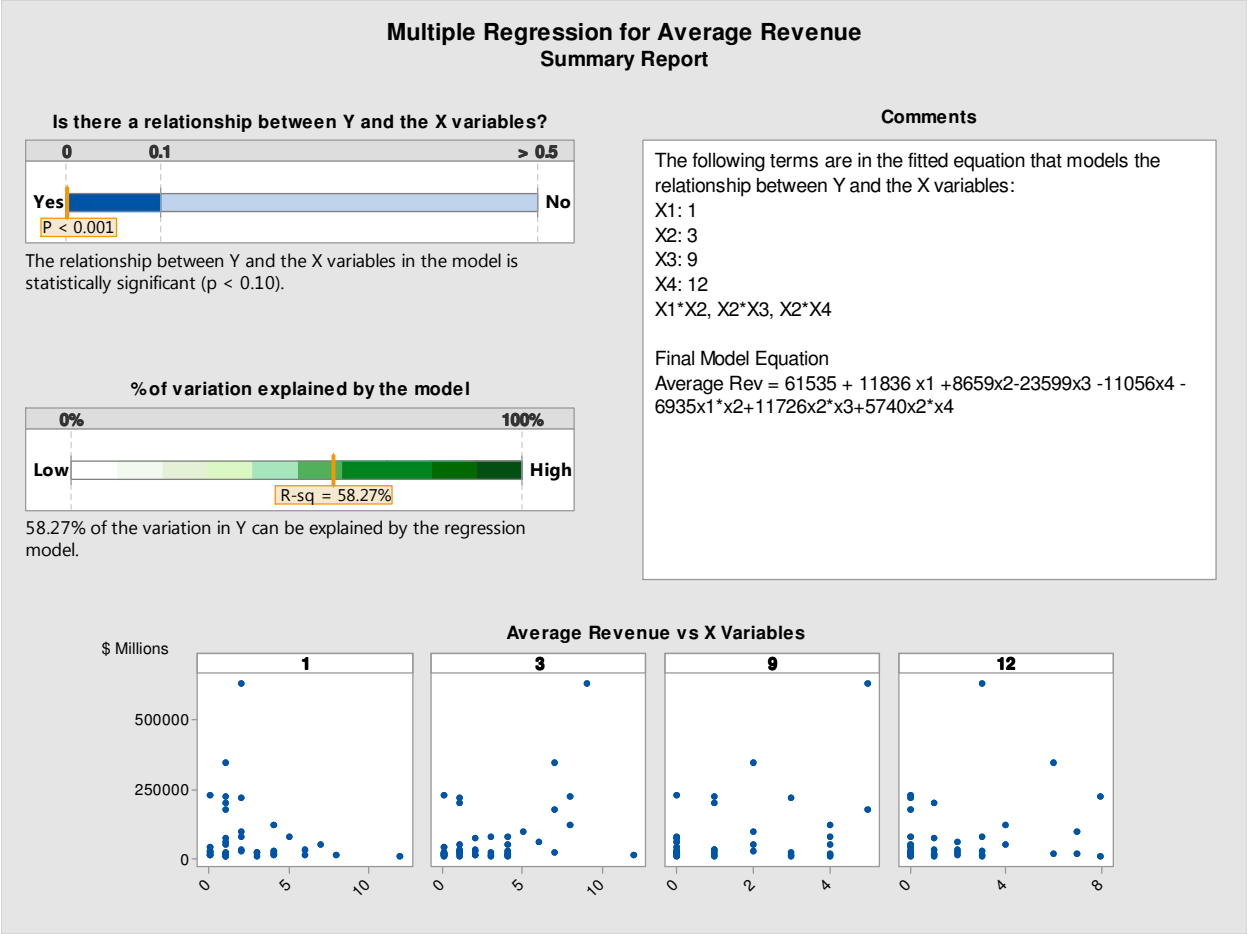 Multiple Regression for Average Revenue
Summary Report
Is there a relationship between Y and the X variables?
0 0.1 > 0.5
Yes No
P < 0.001
The relationship between Y and the X variables in the model is
statistically significant (p < 0.10).
% of variation explained by the model
0% 100%
Low High
R-sq = 58.27%
58.27% of the variation in Y can be explained by the regression
model.
Comments
The following terms are in the fitted equation that models the
relationship between Y and the X variables:
X1: 1
X2: 3
X3: 9
X4: 12
X1*X2, X2*X3, X2*X4
Final Model Equation
Average Rev = 61535 + 11836 x1 +8659x2-23599x3 -11056x4 -
6935x1*x2+11726x2*x3+5740x2*x4
Average Revenue vs X Variables
$ Millions
1 3 9 12
500000
250000
0
0 5 10 0 5 10 0 2 4 0 4 8